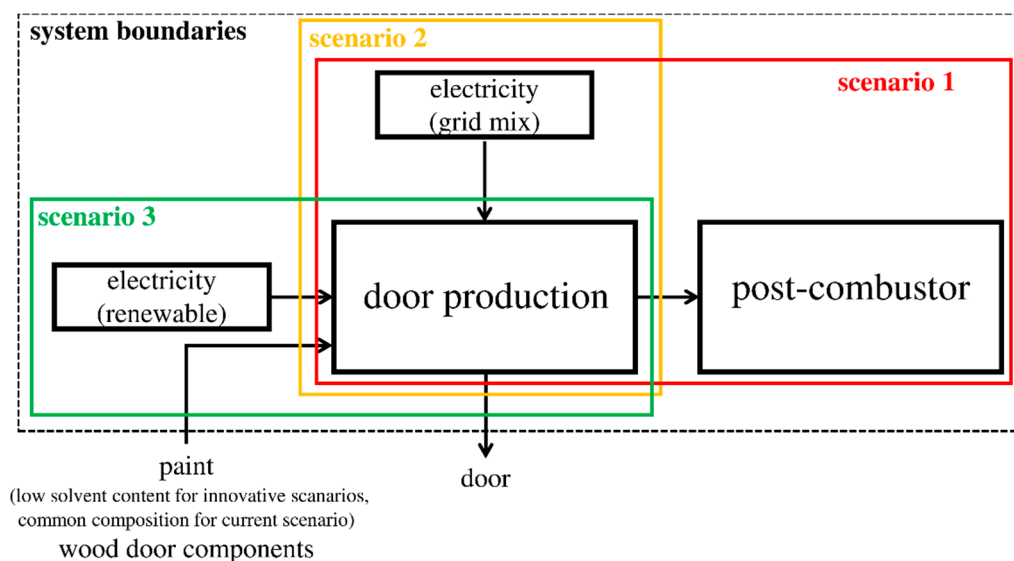 system boundaries
scenario 2
scenario 1
electricity
(grid mix)
scenario 3
electricity
(renewable)
door production
post-combustor
paint
(low solvent content for innovative scanarios,
common composition for current scenario)
wood door components
door